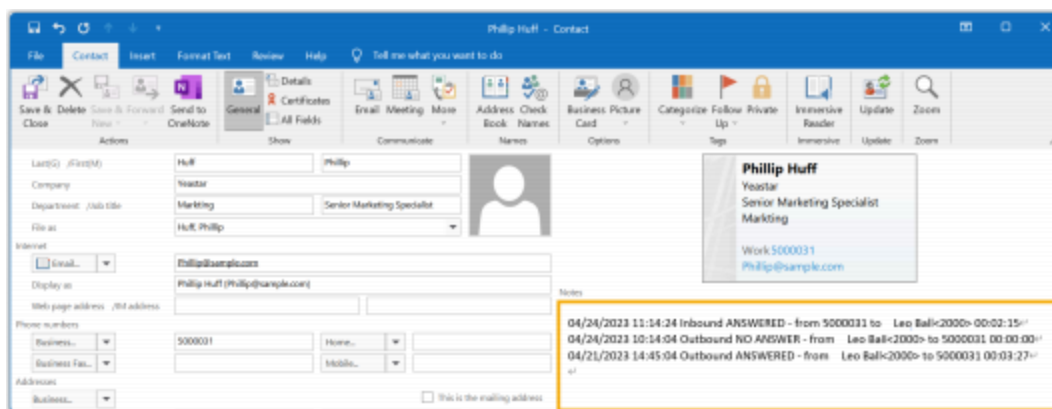 Phillip Huff - Contact
File Contact Insert Format Text Review Help Tell me what you want to do
Save & Close
Delete
Save & New
Forward
Send to OneNote
Actions
General
Details
Certificates
All Fields
Show
Email
Meeting
More
Communicate
Address Book
Check Names
Names
Business Card
Picture
Options
Categorize
Follow Up
Private
Tags
Immersive Reader
Immersive
Update
Update
Zoom
Zoom
Last(G) /First(M) Huff Phillip
Company Yeastar
Department /Job title Markting Senior Marketing Specialist
File as Huff, Phillip
Internet
Email... Phillip@sample.com
Display as Phillip Huff (Phillip@sample.com)
Web page address /IM address
Phone numbers
Business... 5000031 Home...
Business Fax... Mobile...
Addresses
Business... This is the mailing address
Phillip Huff
Yeastar
Senior Marketing Specialist
Markting
Work 5000031
Phillip@sample.com
Notes
04/24/2023 11:14:24 Inbound ANSWERED - from 5000031 to Leo Ball<2000> 00:02:15
04/24/2023 10:14:04 Outbound NO ANSWER - from Leo Ball<2000> to 5000031 00:00:00
04/21/2023 14:45:04 Outbound ANSWERED - from Leo Ball<2000> to 5000031 00:03:27